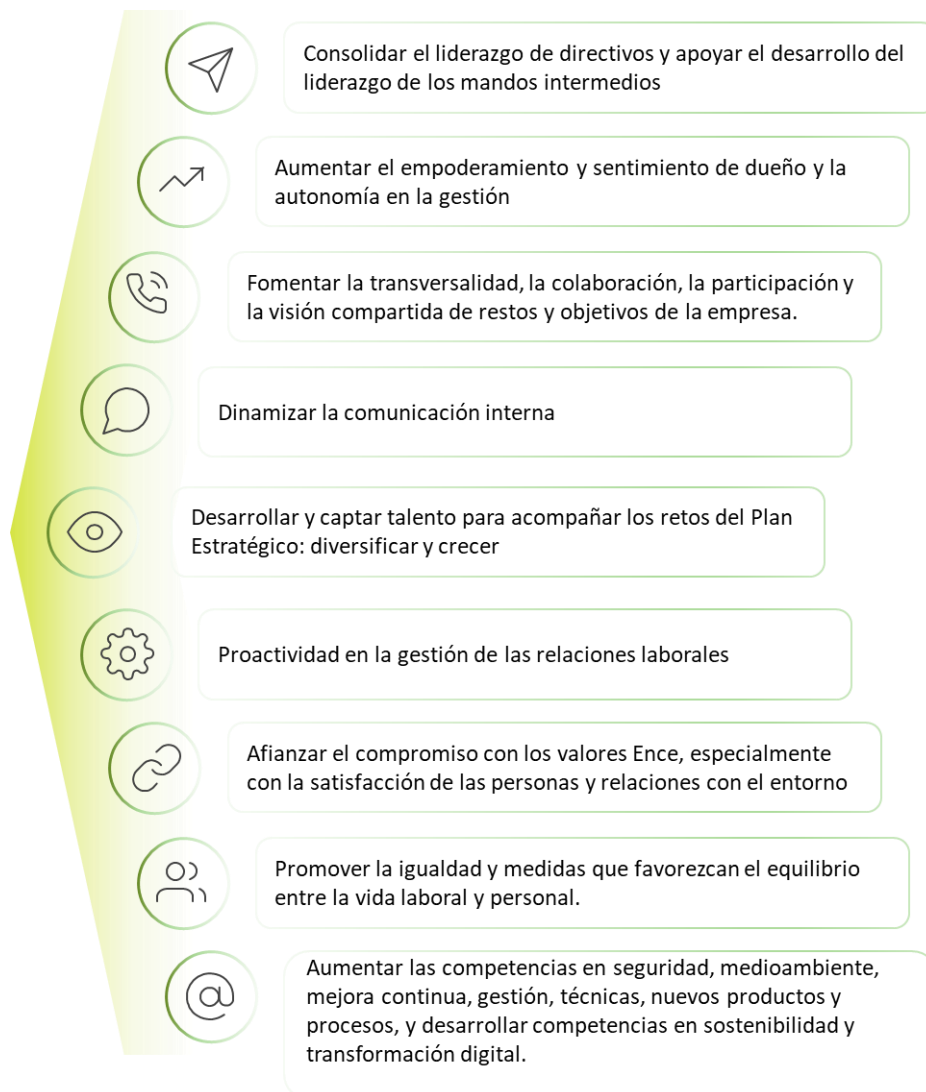 Consolidar el liderazgo de directivos y apoyar el desarrollo del
liderazgo de los mandos intermedios
Aumentar el empoderamiento y sentimiento de dueño y la
autonomía en la gestión
Fomentar la transversalidad, la colaboración, la participación y
la visión compartida de restos y objetivos de la empresa.
Dinamizar la comunicación interna
Desarrollar y captar talento para acompañar los retos del Plan
Estratégico: diversificar y crecer
Proactividad en la gestión de las relaciones laborales
Afianzar el compromiso con los valores Ence, especialmente
con la satisfacción de las personas y relaciones con el entorno
Promover la igualdad y medidas que favorezcan el equilibrio
entre la vida laboral y personal.
Aumentar las competencias en seguridad, medioambiente,
mejora continua, gestión, técnicas, nuevos productos y
procesos, y desarrollar competencias en sostenibilidad y
transformación digital.